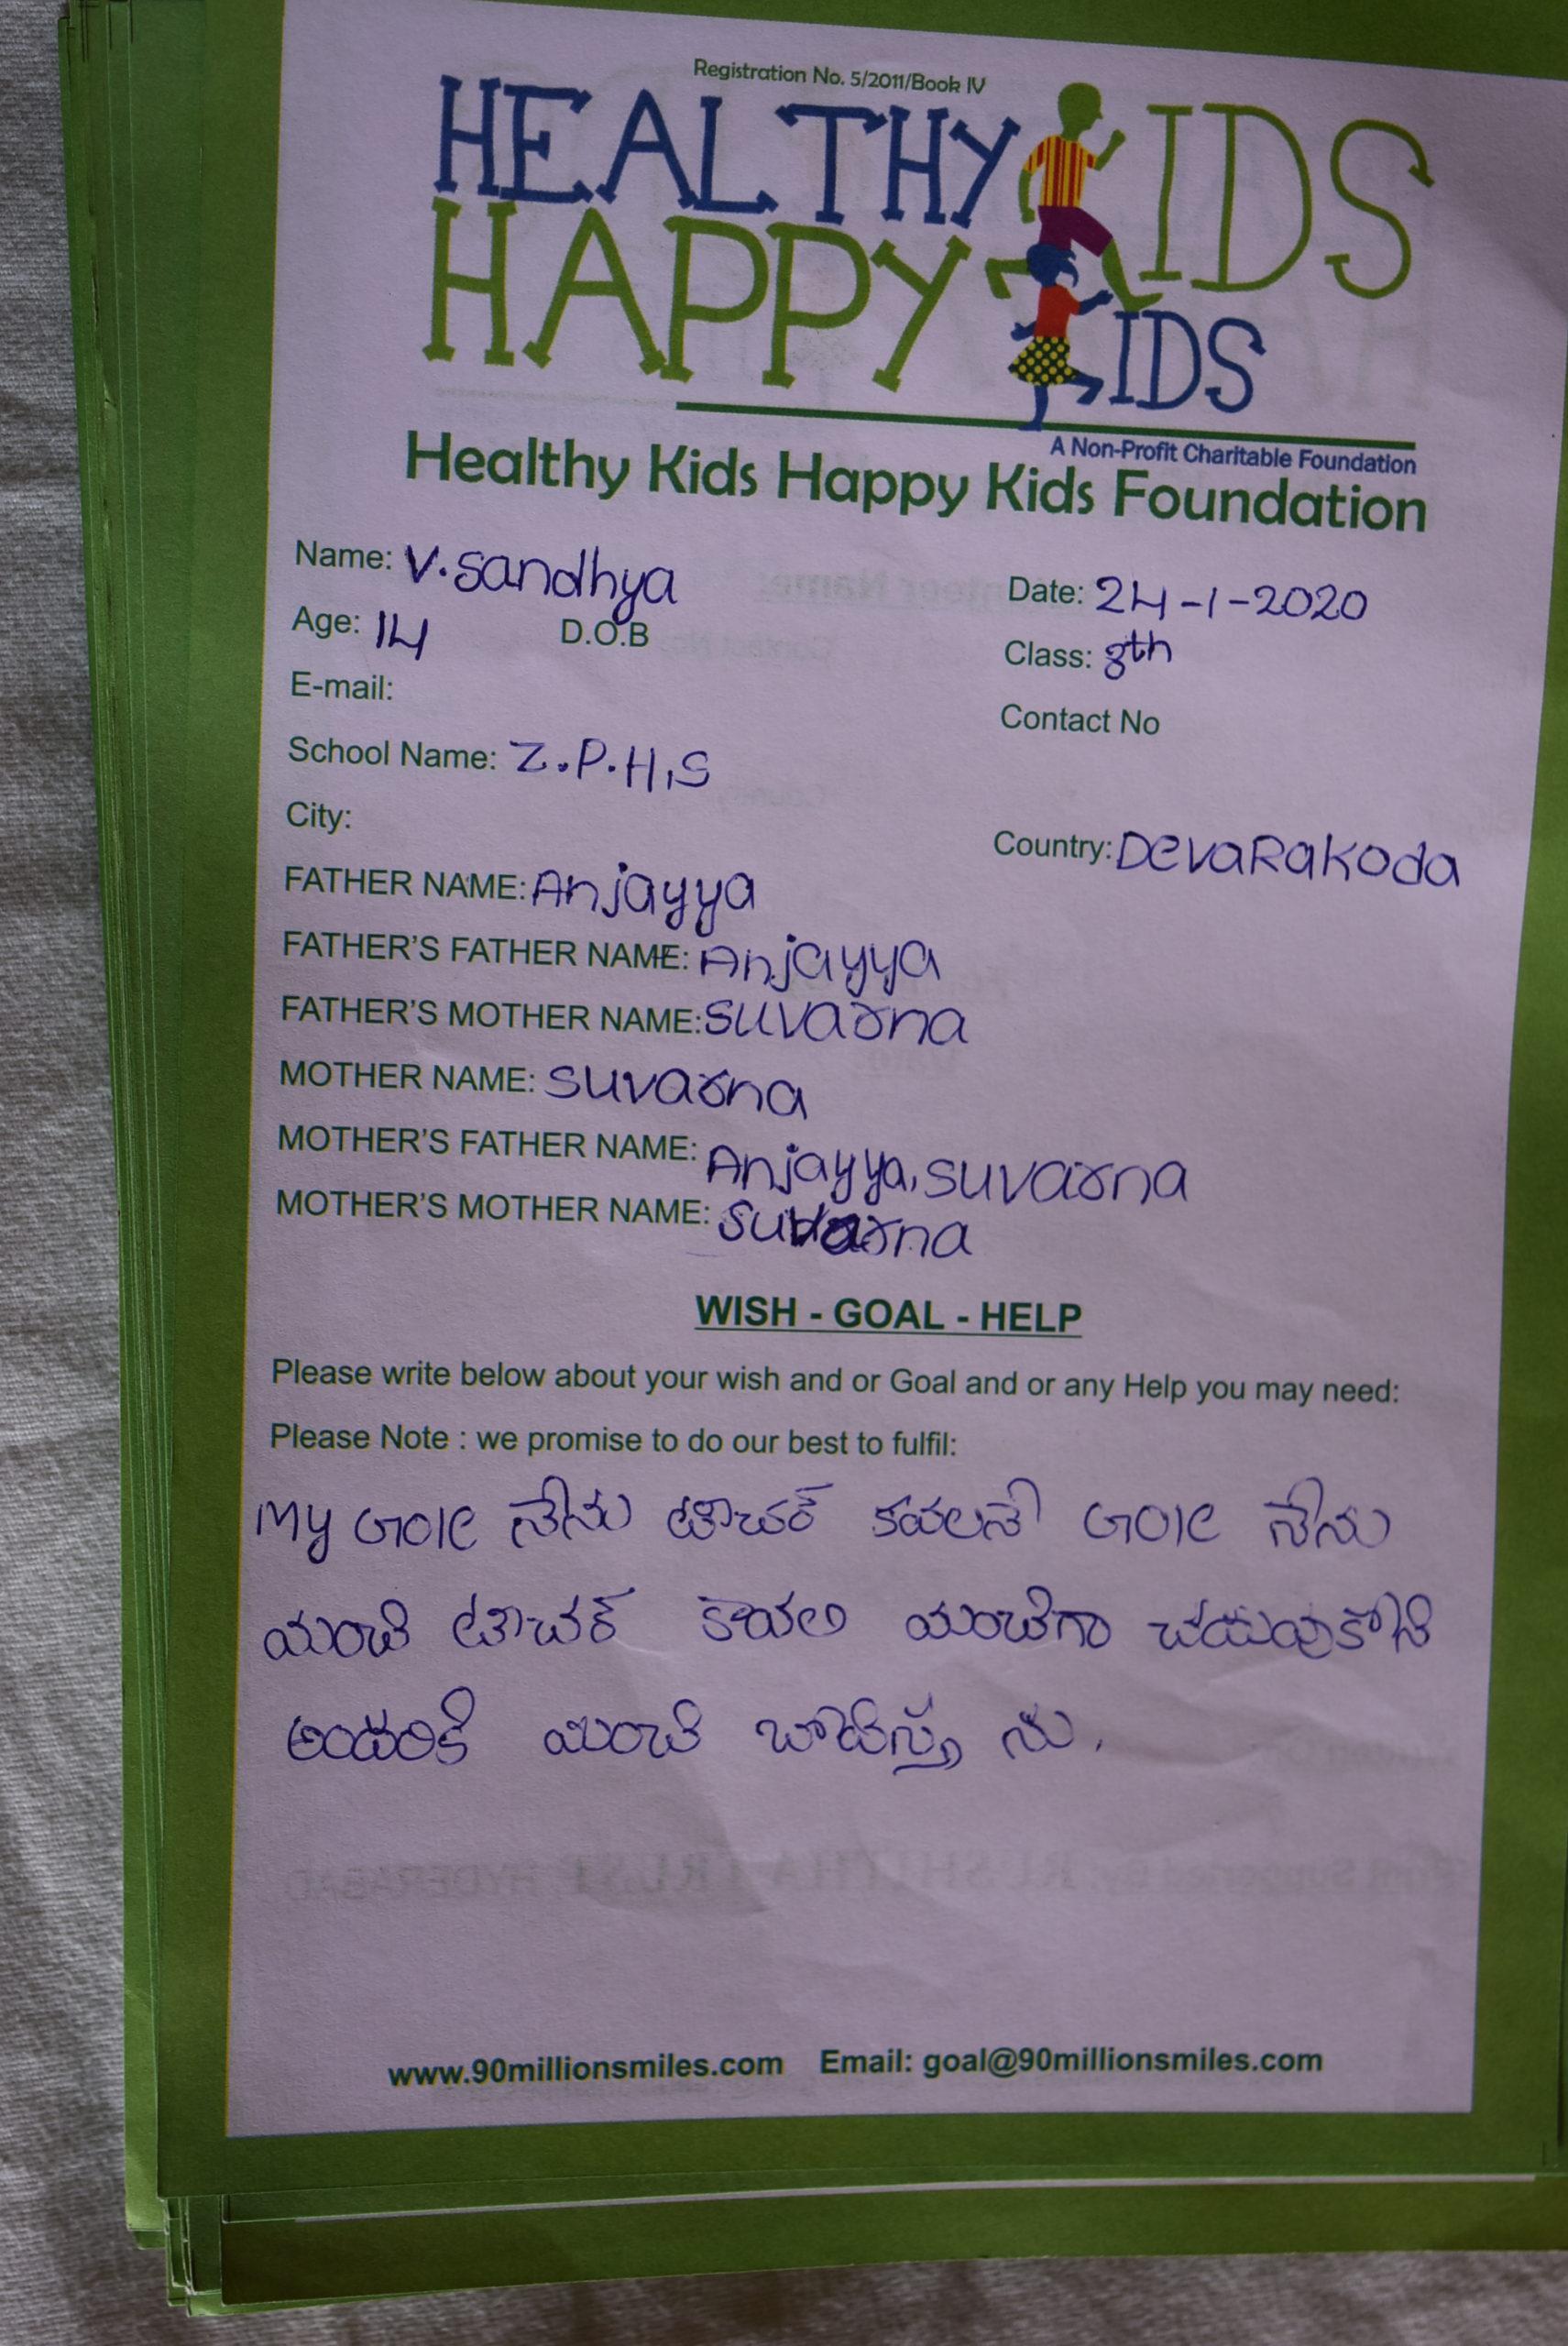 Registration No. 5/2011/Book IV
HEALTHY KIDS
HAPPY KIDS
A Non-Profit Charitable Foundation
Healthy Kids Happy Kids Foundation
Name: V. Sandhya
Date: 24-1-2020
Age: 14 D.O.B
Class: 8th
E-mail:
Contact No
School Name: Z.P.H.S
City:
Country: Devarakoda
FATHER NAME: Anjayya
FATHER'S FATHER NAME: Anjayya
FATHER'S MOTHER NAME: Suvarna
MOTHER NAME: Suvarna
MOTHER'S FATHER NAME: Anjayya, Suvarna
MOTHER'S MOTHER NAME: Suvarna
WISH - GOAL - HELP
Please write below about your wish and or Goal and or any Help you may need:
Please Note : we promise to do our best to fulfil:
My Gole నేను టీచర్ కవలనే Gole నేను
మంచి టీచర్ కావలి మంచిగా చదువుకోని
అందరికి మంచి బోదిస్తా ను.
www.90millionsmiles.com Email: goal@90millionsmiles.com